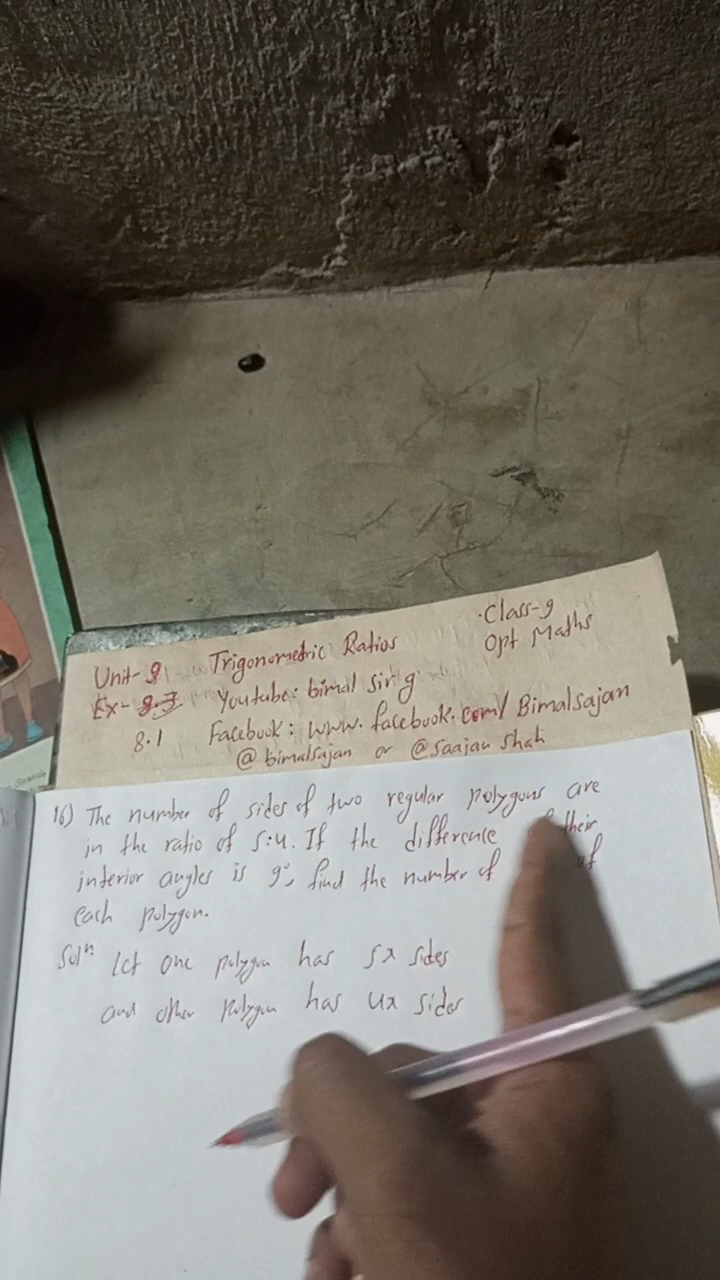 Unit-9 Trigonometric Ratios
Class-9
Opt Maths
Ex- 8.7 Youtube: bimal sir g
8.1 Facebook: www.facebook.com/Bimalsajan
@bimalsajan or @saajan shah
16) The number of sides of two regular polygons are
in the ratio of 5:4. If the difference their
interior angles is 9°, find the number of of
each polygon.
Solⁿ Let one polygon has 5x sides
and other polygon has 4x sides